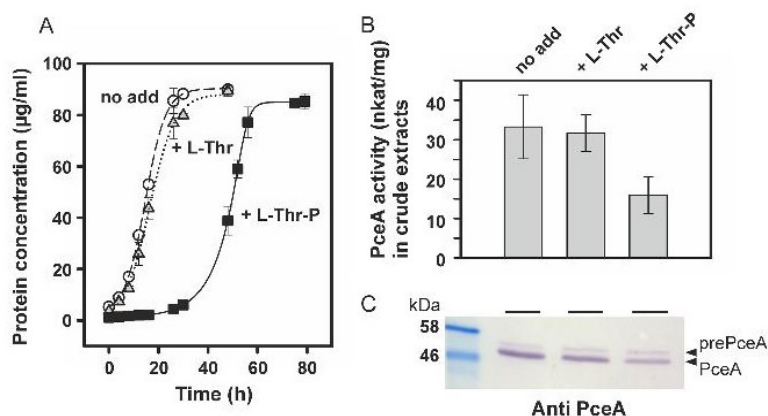 A
Protein concentration (µg/ml)
100
80
60
40
20
0
no add
+ L-Thr
+ L-Thr-P
0 20 40 60 80
Time (h)
B
no add
+ L-Thr
+ L-Thr-P
PceA activity (nkat/mg)
in crude extracts
40
30
20
10
0
C
kDa
58
46
prePceA
PceA
Anti PceA